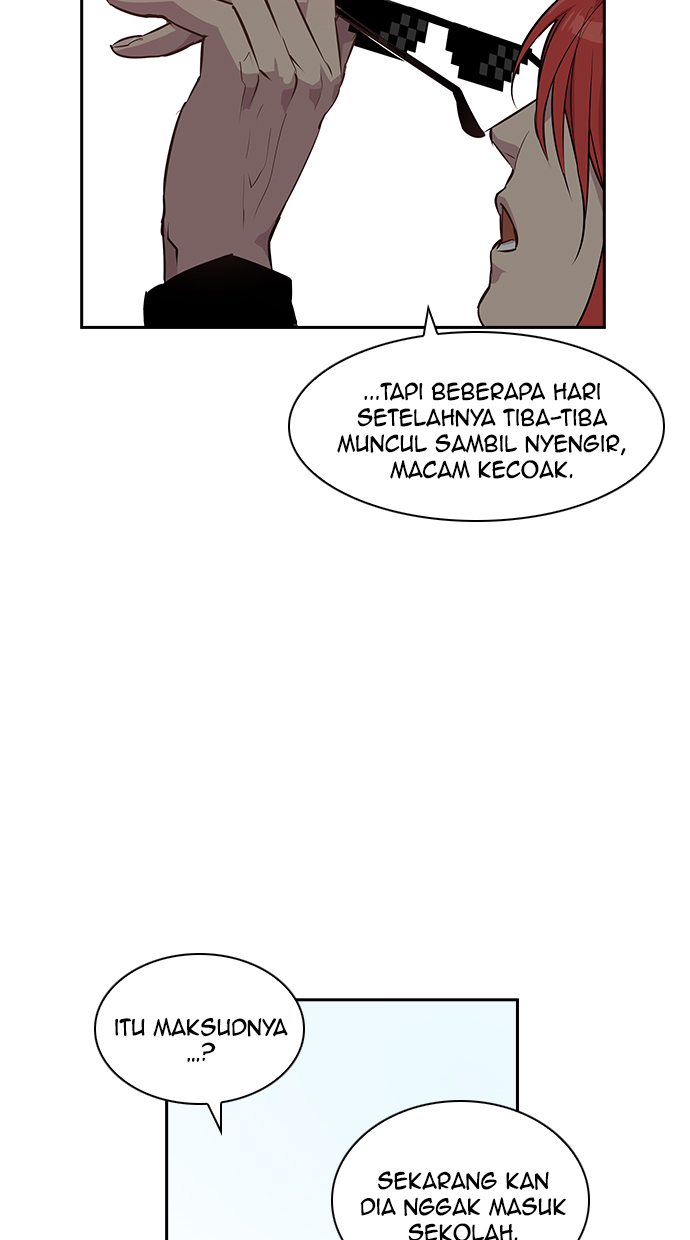 ...TAPI BEBERAPA HARI
SETELAHNYA TIBA-TIBA
MUNCUL SAMBIL NYENGIR,
MACAM KECOAK.
ITU MAKSUDNYA
...?
SEKARANG KAN
DIA NGGAK MASUK
SEKOLAH.